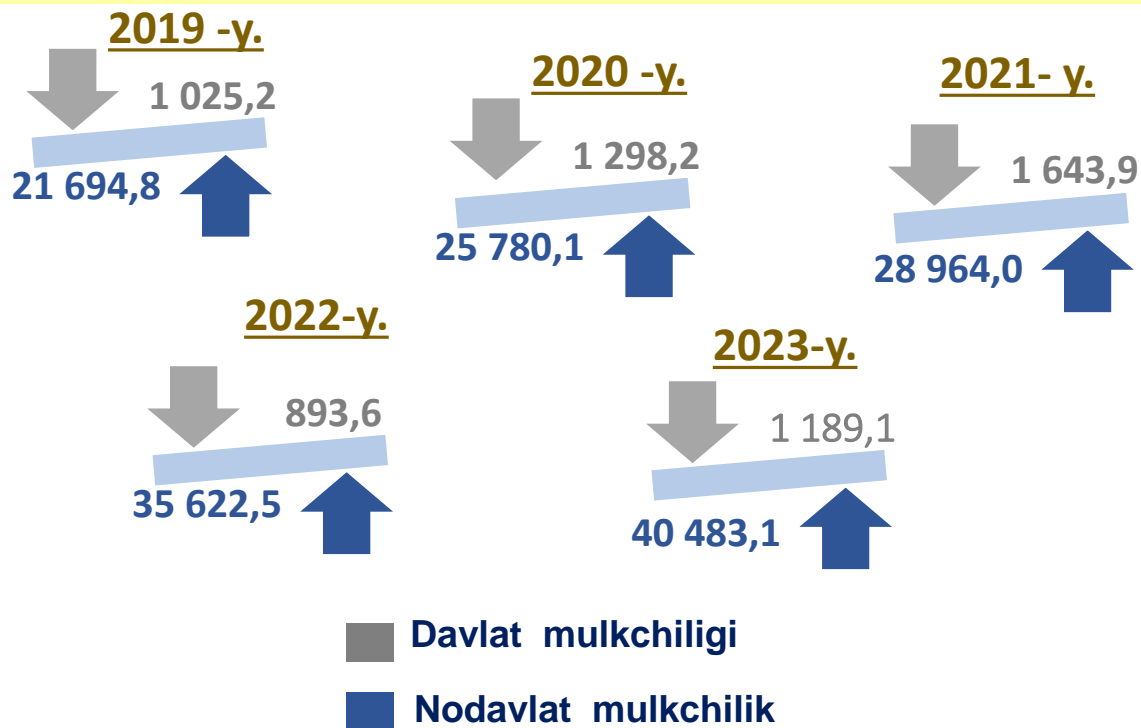 2019 -y.
1 025,2
21 694,8
2020 -y.
1 298,2
25 780,1
2021- y.
1 643,9
28 964,0
2022-y.
893,6
35 622,5
2023-y.
1 189,1
40 483,1
Davlat mulkchiligi
Nodavlat mulkchilik